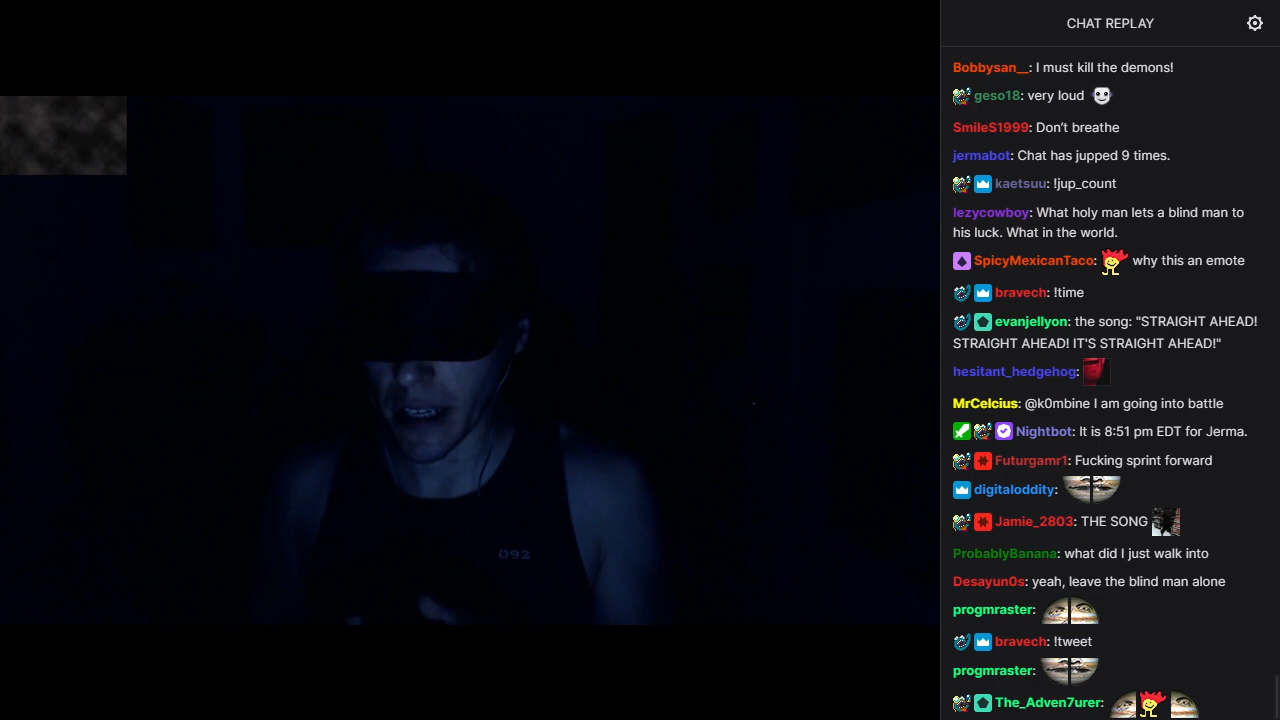 CHAT REPLAY
Bobbysan__: I must kill the demons!
geso18: very loud
SmileS1999: Don't breathe
jermabot: Chat has jupped 9 times.
kaetsuu: !jup_count
lezycowboy: What holy man lets a blind man to
his luck. What in the world.
SpicyMexicanTaco: why this an emote
bravech: !time
evanjellyon: the song: "STRAIGHT AHEAD!
STRAIGHT AHEAD! IT'S STRAIGHT AHEAD!"
hesitant_hedgehog:
MrCelcius: @k0mbine I am going into battle
Nightbot: It is 8:51 pm EDT for Jerma.
Futurgamr1: Fucking sprint forward
digitaloddity:
Jamie_2803: THE SONG
ProbablyBanana: what did I just walk into
Desayun0s: yeah, leave the blind man alone
progmraster:
bravech: !tweet
progmraster:
The_Adven7urer:
092